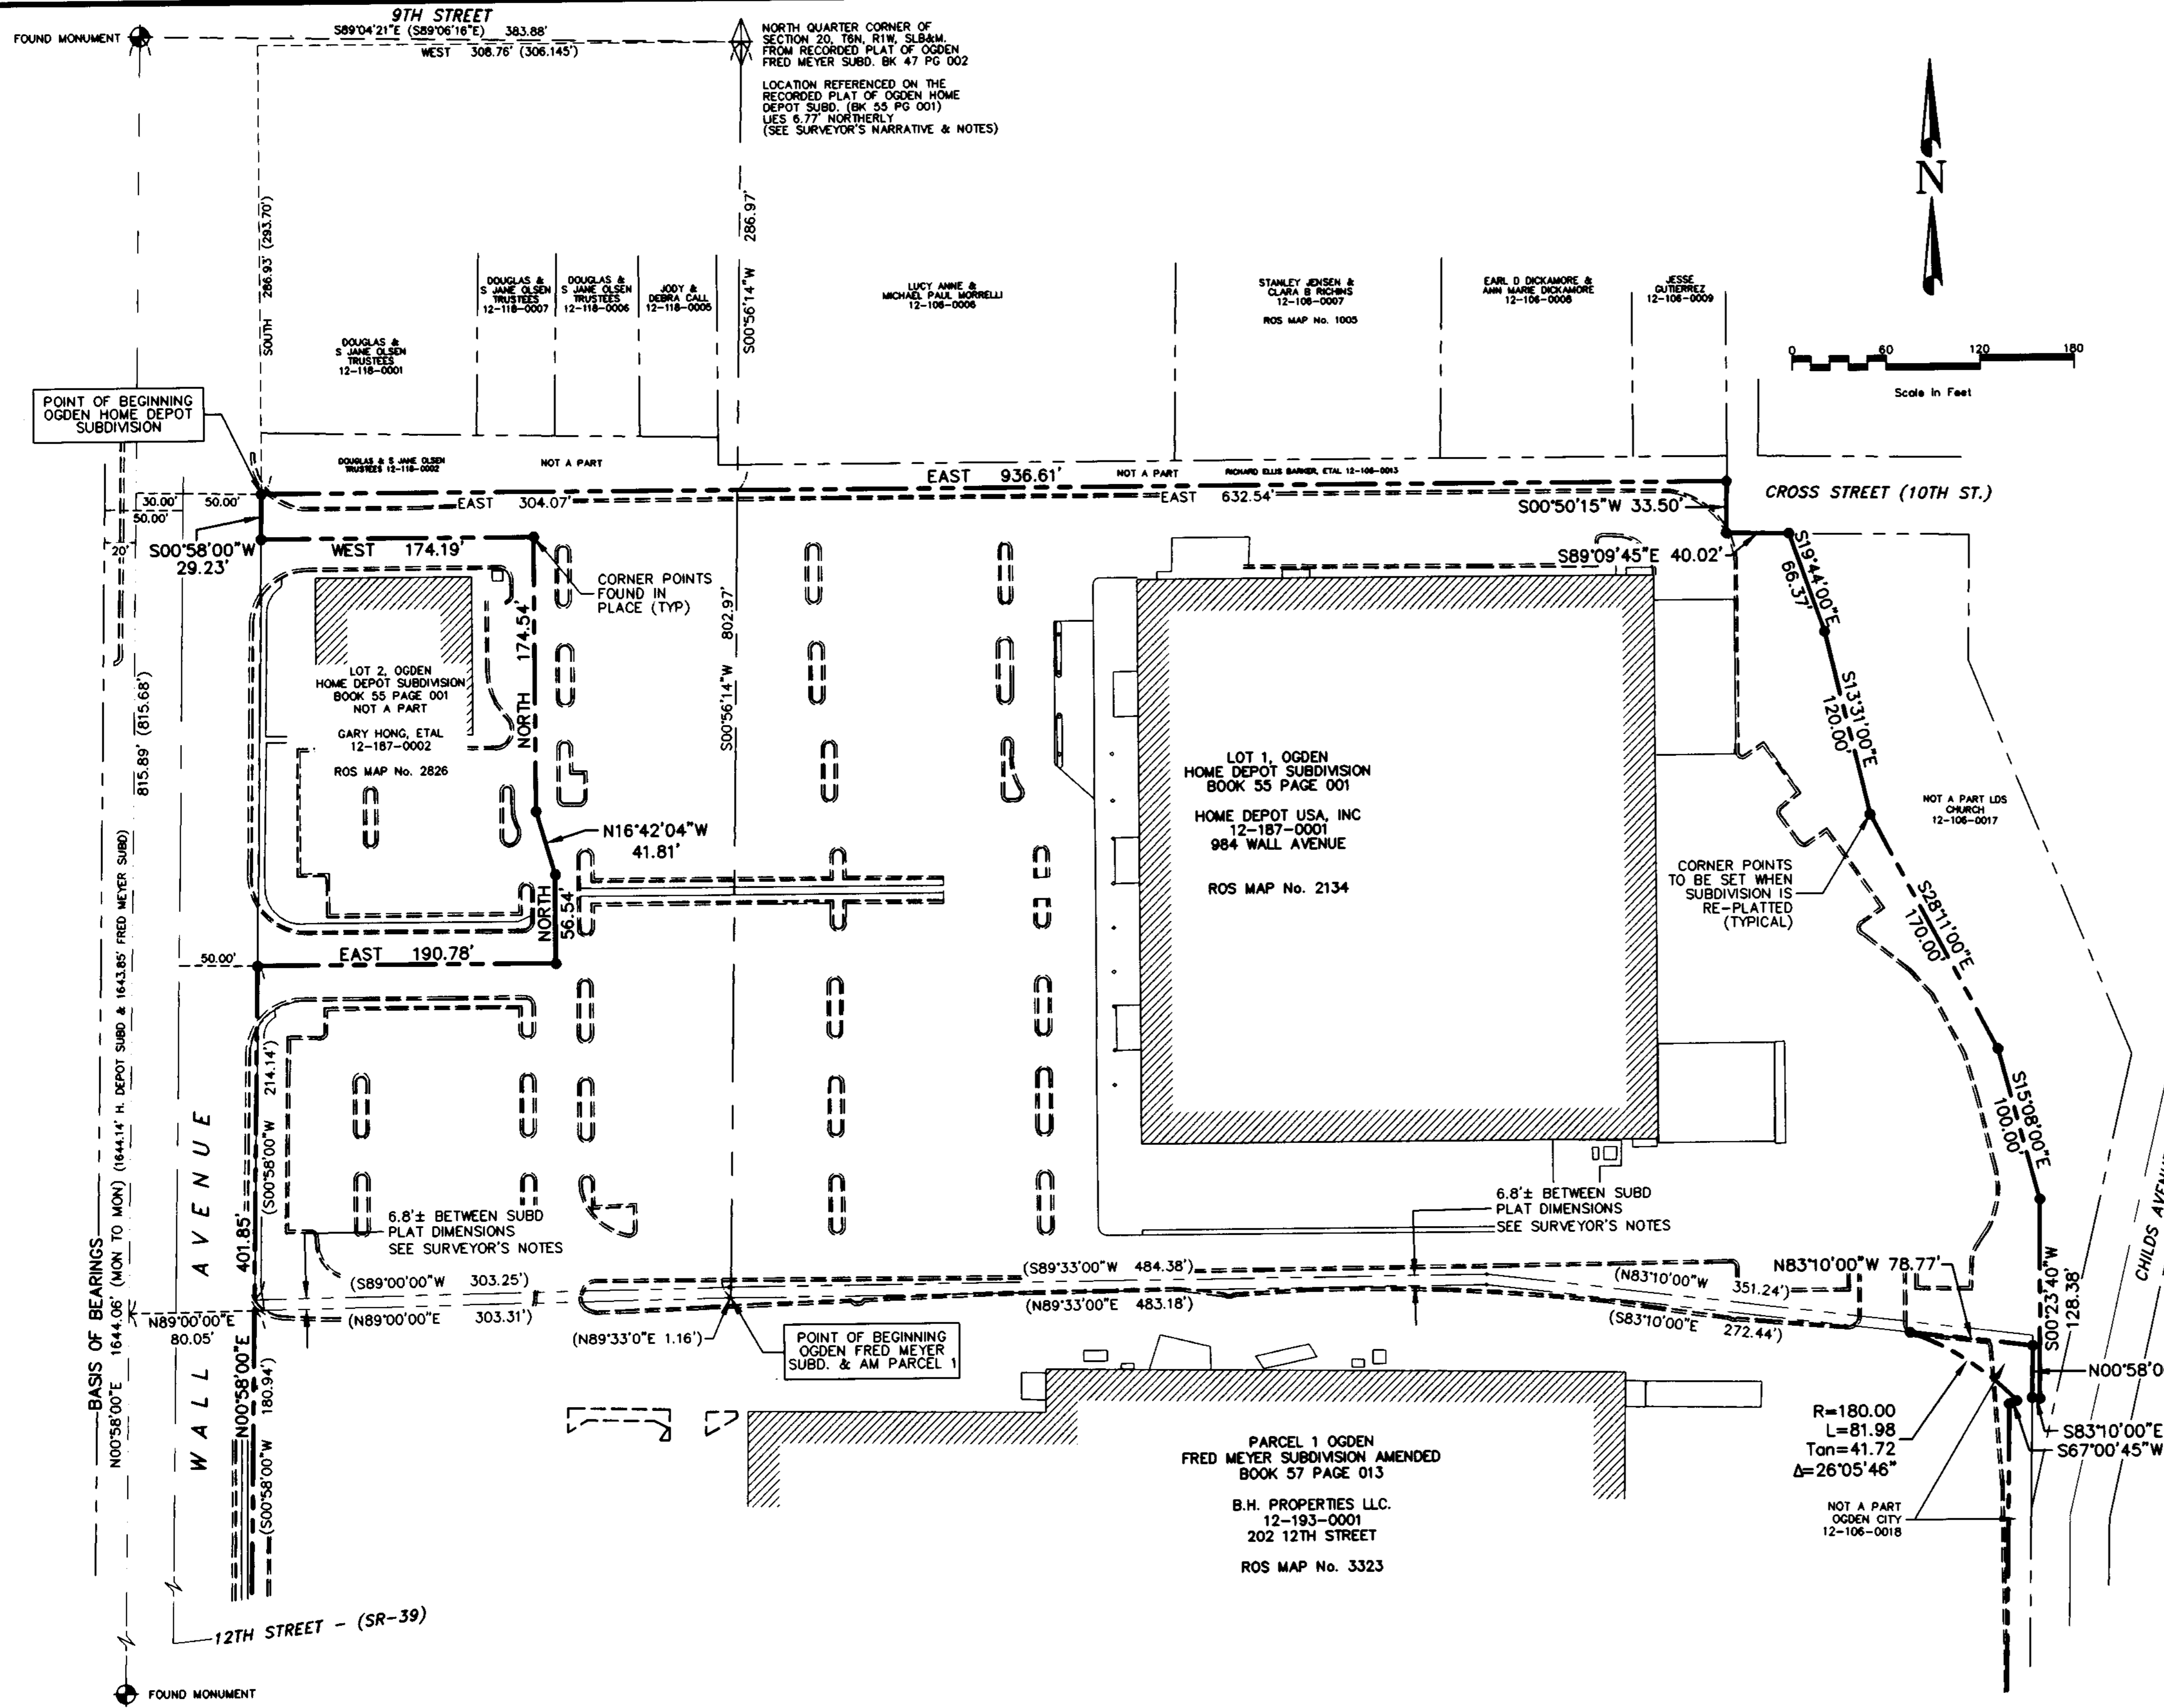 9TH STREET
FOUND MONUMENT
S89°04'21"E (S89°06'16"E) 383.88'
WEST 306.76' (306.145')
NORTH QUARTER CORNER OF
SECTION 20, T6N, R1W, SLB&M.
FROM RECORDED PLAT OF OGDEN
FRED MEYER SUBD. BK 47 PG 002
LOCATION REFERENCED ON THE
RECORDED PLAT OF OGDEN HOME
DEPOT SUBD. (BK 55 PG 001)
LIES 6.77' NORTHERLY
(SEE SURVEYOR'S NARRATIVE & NOTES)
N
SOUTH 286.93' (293.70')
S00°56'14"W 286.97'
DOUGLAS &
S JANE OLSEN
TRUSTEES
12-118-0001
DOUGLAS &
S JANE OLSEN
TRUSTEES
12-118-0007
DOUGLAS &
S JANE OLSEN
TRUSTEES
12-118-0006
JODY &
DEBRA CALL
12-118-0005
LUCY ANNE &
MICHAEL PAUL MORRELLI
12-106-0006
STANLEY JENSEN &
CLARA B RICHINS
12-106-0007
ROS MAP No. 1005
EARL D DICKAMORE &
ANN MARIE DICKAMORE
12-106-0008
JESSE
GUTIERREZ
12-106-0009
0 60 120 180
Scale In Feet
POINT OF BEGINNING
OGDEN HOME DEPOT
SUBDIVISION
DOUGLAS & S JANE OLSEN
TRUSTEES 12-118-0002
NOT A PART
EAST 936.61'
NOT A PART
RICHARD ELLIS BARKER, ETAL 12-106-0013
CROSS STREET (10TH ST.)
30.00'
50.00'
50.00'
20'
EAST 304.07'
EAST 632.54'
S00°50'15"W 33.50'
S00°58'00"W
29.23'
WEST 174.19'
S89°09'45"E 40.02'
S19°44'00"E
66.37'
CORNER POINTS
FOUND IN
PLACE (TYP)
NORTH 174.54'
S00°56'14"W 802.97'
S13°31'00"E
120.00'
LOT 2, OGDEN
HOME DEPOT SUBDIVISION
BOOK 55 PAGE 001
NOT A PART
GARY HONG, ETAL
12-187-0002
ROS MAP No. 2826
815.89' (815.68')
LOT 1, OGDEN
HOME DEPOT SUBDIVISION
BOOK 55 PAGE 001
HOME DEPOT USA, INC
12-187-0001
984 WALL AVENUE
ROS MAP No. 2134
NOT A PART LDS
CHURCH
12-106-0017
N16°42'04"W
41.81'
CORNER POINTS
TO BE SET WHEN
SUBDIVISION IS
RE-PLATTED
(TYPICAL)
S28°11'00"E
170.00'
NORTH
56.54'
EAST 190.78'
50.00'
S15°08'00"E
100.00'
BASIS OF BEARINGS
N00°58'00"E 1644.06' (MON TO MON) (1644.14' H. DEPOT SUBD & 1643.85' FRED MEYER SUBD)
WALL AVENUE
401.85'
N00°58'00"E
(S00°58'00"W 214.14')
(S00°58'00"W 180.94')
6.8'± BETWEEN SUBD
PLAT DIMENSIONS
SEE SURVEYOR'S NOTES
6.8'± BETWEEN SUBD
PLAT DIMENSIONS
SEE SURVEYOR'S NOTES
(S89°00'00"W 303.25')
(S89°33'00"W 484.38')
(N83°10'00"W 351.24')
N83°10'00"W 78.77'
S00°23'40"W
128.38'
N89°00'00"E
80.05'
(N89°00'00"E 303.31')
(N89°33'00"E 483.18')
(S83°10'00"E 272.44')
(N89°33'0"E 1.16')
POINT OF BEGINNING
OGDEN FRED MEYER
SUBD. & AM PARCEL 1
N00°58'0
S83°10'00"E
S67°00'45"W
R=180.00
L=81.98
Tan=41.72
Δ=26°05'46"
NOT A PART
OGDEN CITY
12-106-0018
PARCEL 1 OGDEN
FRED MEYER SUBDIVISION AMENDED
BOOK 57 PAGE 013
B.H. PROPERTIES LLC.
12-193-0001
202 12TH STREET
ROS MAP No. 3323
12TH STREET - (SR-39)
FOUND MONUMENT